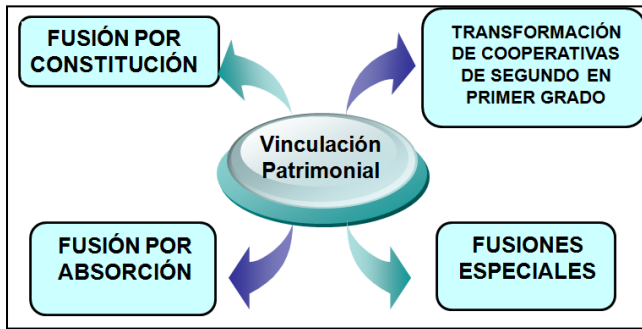 FUSIÓN POR
CONSTITUCIÓN
TRANSFORMACIÓN
DE COOPERATIVAS
DE SEGUNDO EN
PRIMER GRADO
Vinculación
Patrimonial
FUSIÓN POR
ABSORCIÓN
FUSIONES
ESPECIALES